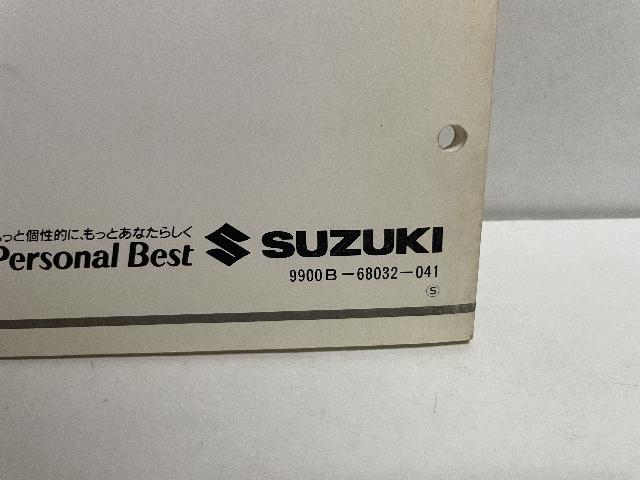 もっと個性的に、もっとあなたらしく
Personal Best SUZUKI
9900B-68032-041
S